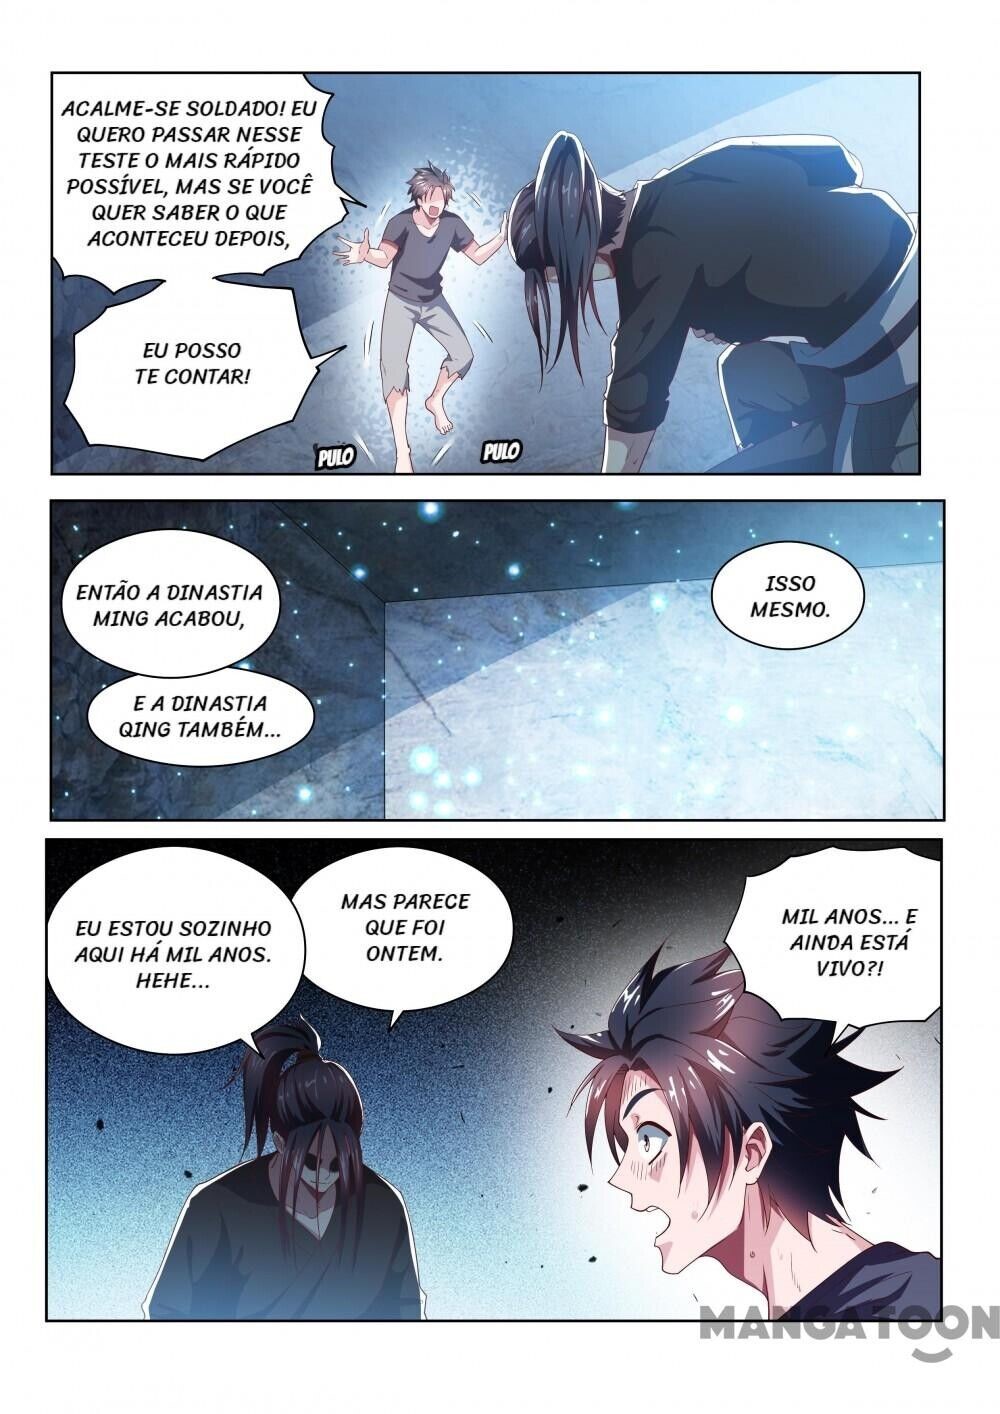 ACALME-SE SOLDADO! EU
QUERO PASSAR NESSE
TESTE O MAIS RÁPIDO
POSSÍVEL, MAS SE VOCÊ
QUER SABER O QUE
ACONTECEU DEPOIS,
EU POSSO
TE CONTAR!
PULO
PULO
ENTÃO A DINASTIA
MING ACABOU,
E A DINASTIA
QING TAMBÉM...
ISSO
MESMO.
EU ESTOU SOZINHO
AQUI HÁ MIL ANOS.
HEHE...
MAS PARECE
QUE FOI
ONTEM.
MIL ANOS... E
AINDA ESTÁ
VIVO?!
MANGATOON